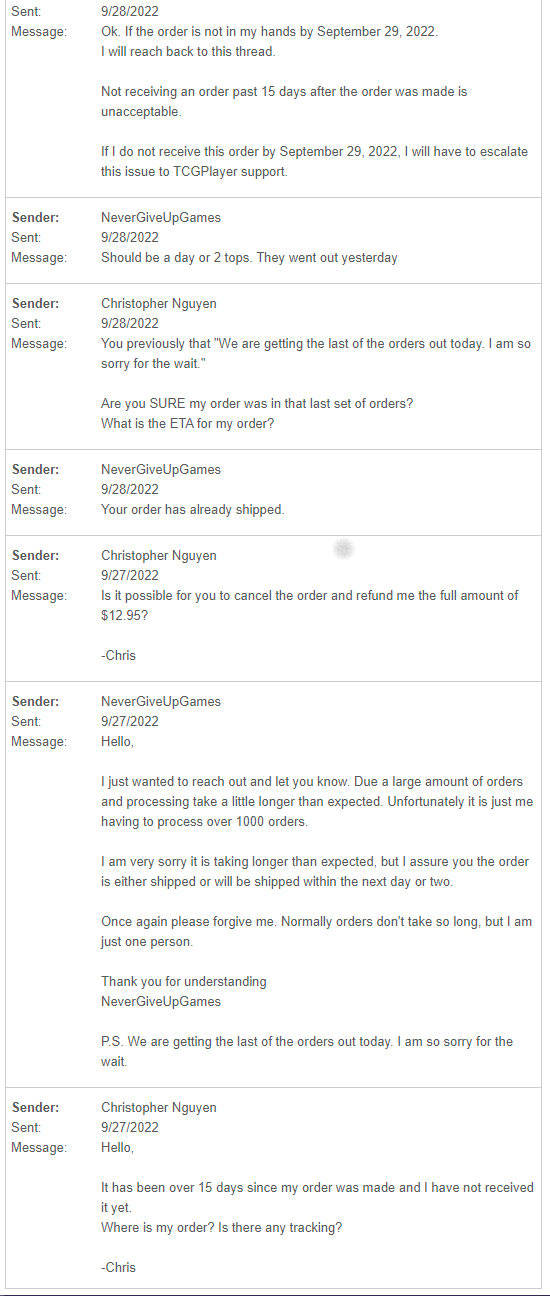 Sent: 9/28/2022
Message: Ok. If the order is not in my hands by September 29, 2022.
I will reach back to this thread.
Not receiving an order past 15 days after the order was made is
unacceptable.
If I do not receive this order by September 29, 2022, I will have to escalate
this issue to TCGPlayer support.
Sender: NeverGiveUpGames
Sent: 9/28/2022
Message: Should be a day or 2 tops. They went out yesterday
Sender: Christopher Nguyen
Sent: 9/28/2022
Message: You previously that "We are getting the last of the orders out today. I am so
sorry for the wait."
Are you SURE my order was in that last set of orders?
What is the ETA for my order?
Sender: NeverGiveUpGames
Sent: 9/28/2022
Message: Your order has already shipped.
Sender: Christopher Nguyen
Sent: 9/27/2022
Message: Is it possible for you to cancel the order and refund me the full amount of
$12.95?
-Chris
Sender: NeverGiveUpGames
Sent: 9/27/2022
Message: Hello,
I just wanted to reach out and let you know. Due a large amount of orders
and processing take a little longer than expected. Unfortunately it is just me
having to process over 1000 orders.
I am very sorry it is taking longer than expected, but I assure you the order
is either shipped or will be shipped within the next day or two.
Once again please forgive me. Normally orders don't take so long, but I am
just one person.
Thank you for understanding
NeverGiveUpGames
P.S. We are getting the last of the orders out today. I am so sorry for the
wait.
Sender: Christopher Nguyen
Sent: 9/27/2022
Message: Hello,
It has been over 15 days since my order was made and I have not received
it yet.
Where is my order? Is there any tracking?
-Chris